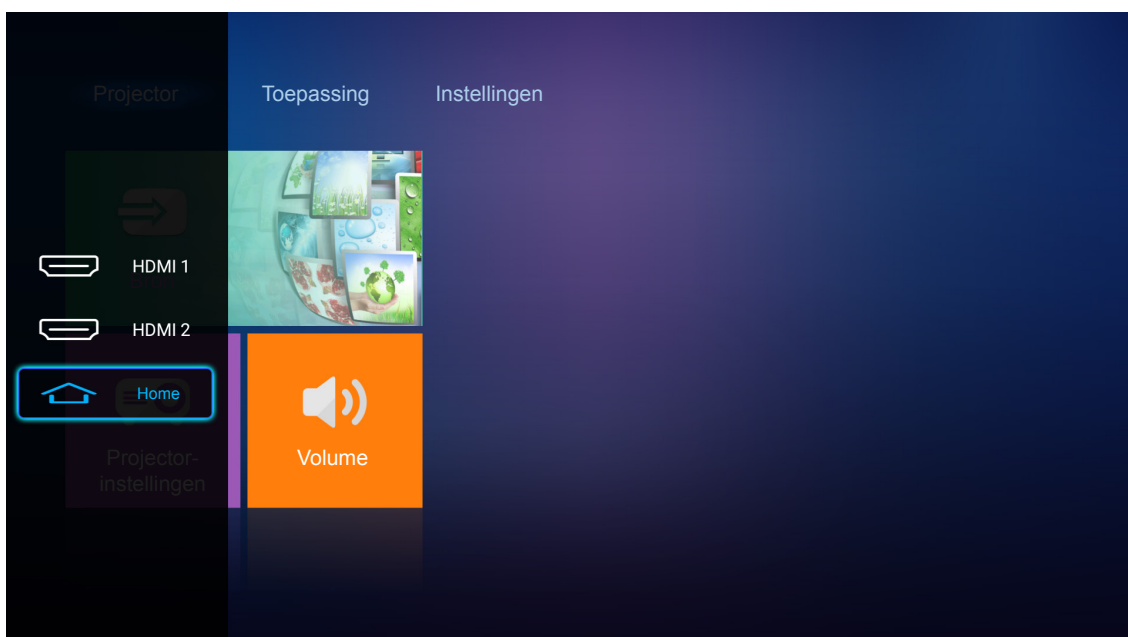 Projector Toepassing Instellingen
HDMI 1
HDMI 2
Home
Projector-
instellingen
Volume